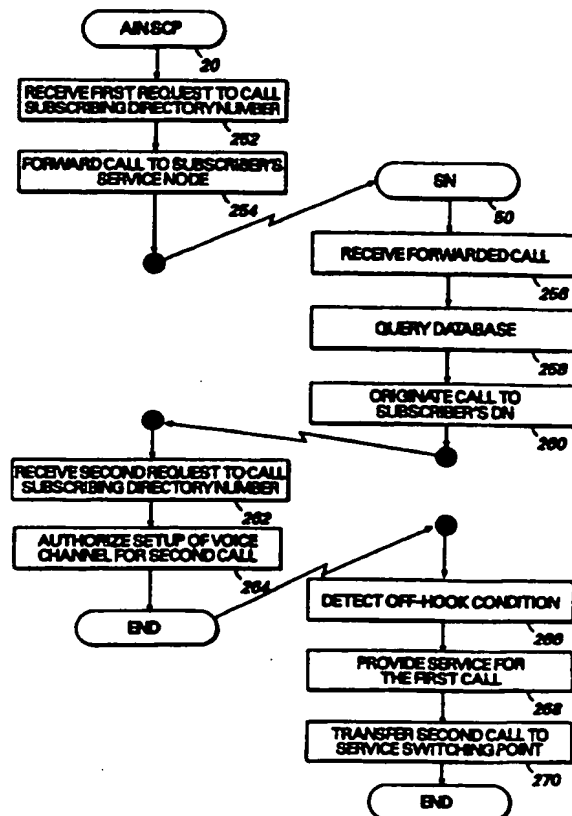 AIN SCP
20
RECEIVE FIRST REQUEST TO CALL
SUBSCRIBING DIRECTORY NUMBER
252
FORWARD CALL TO SUBSCRIBER'S
SERVICE NODE
254
SN
50
RECEIVE FORWARDED CALL
256
QUERY DATABASE
258
ORIGINATE CALL TO
SUBSCRIBER'S DN
260
RECEIVE SECOND REQUEST TO CALL
SUBSCRIBING DIRECTORY NUMBER
262
AUTHORIZE SETUP OF VOICE
CHANNEL FOR SECOND CALL
264
END
DETECT OFF-HOOK CONDITION
266
PROVIDE SERVICE FOR
THE FIRST CALL
268
TRANSFER SECOND CALL TO
SERVICE SWITCHING POINT
270
END